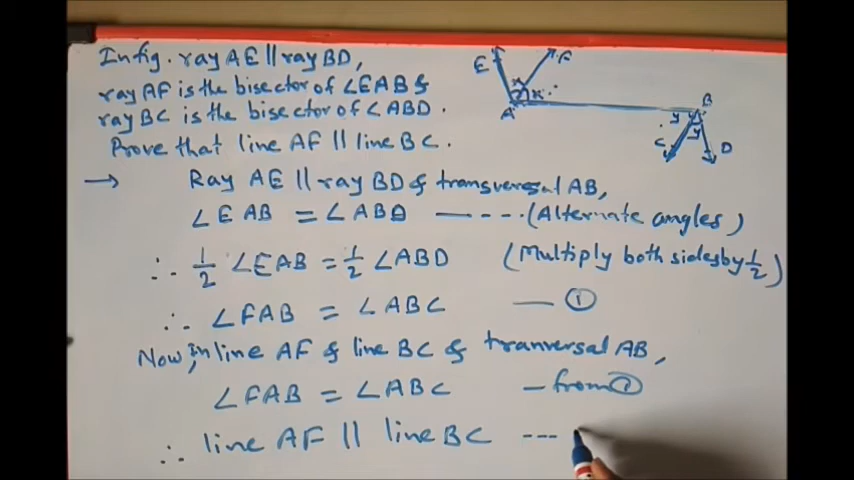 In fig. ray AE || ray BD,
ray AF is the bisector of ∠EAB &
ray BC is the bisector of ∠ABD.
Prove that line AF || line BC.
E
F
x
x
A
B
y
y
C
D
→ Ray AE || ray BD & transversal AB,
∠EAB = ∠ABD ----- (Alternate angles)
∴ 1/2 ∠EAB = 1/2 ∠ABD (Multiply both sides by 1/2)
∴ ∠FAB = ∠ABC — ①
Now, in line AF & line BC & tranversal AB,
∠FAB = ∠ABC — from ①
∴ line AF || line BC ---